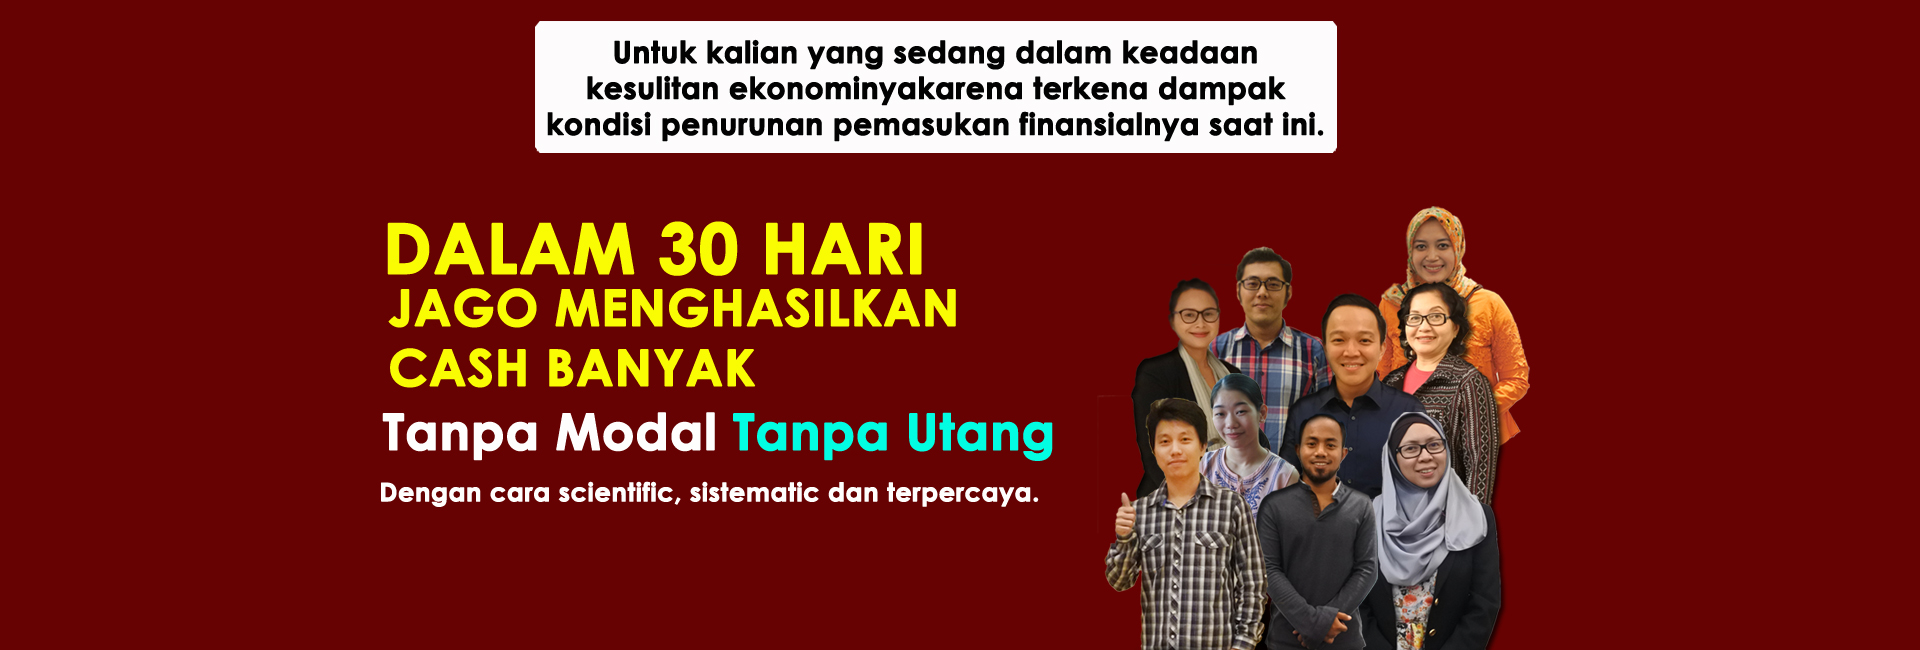 Untuk kalian yang sedang dalam keadaan
kesulitan ekonominyakarena terkena dampak
kondisi penurunan pemasukan finansialnya saat ini.
DALAM 30 HARI
JAGO MENGHASILKAN
CASH BANYAK
Tanpa Modal Tanpa Utang
Dengan cara scientific, sistematic dan terpercaya.